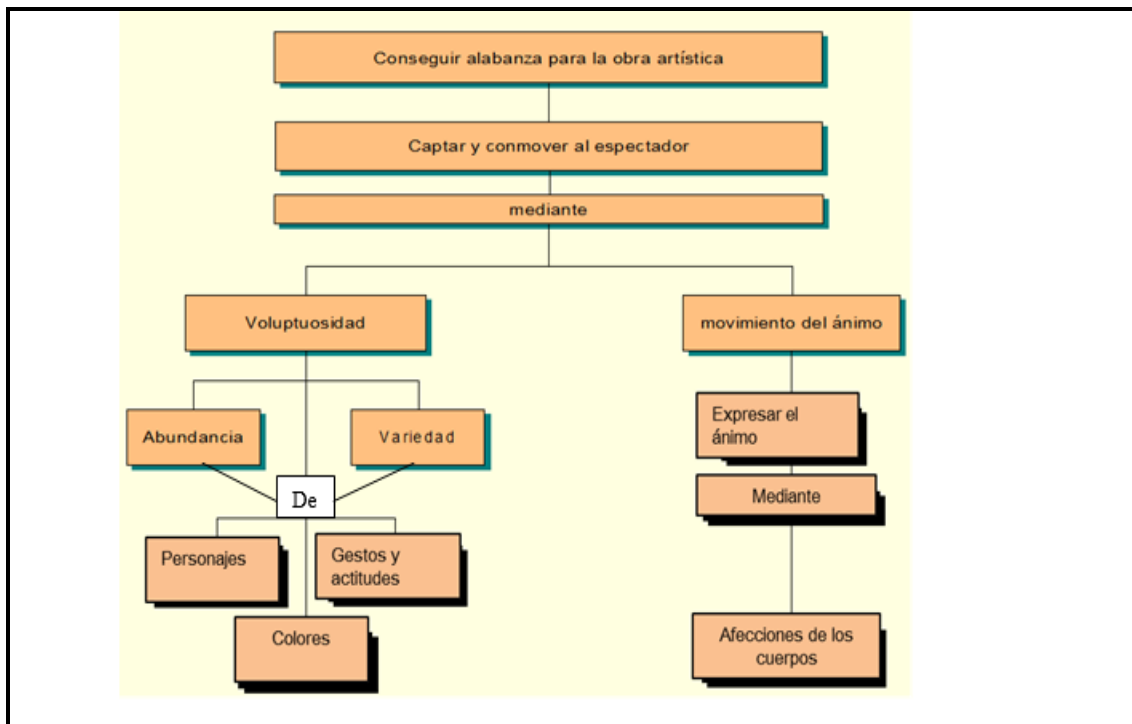 Conseguir alabanza para la obra artística
Captar y conmover al espectador
mediante
Voluptuosidad
movimiento del ánimo
Abundancia
Variedad
De
Personajes
Gestos y
actitudes
Colores
Expresar el
ánimo
Mediante
Afecciones de los
cuerpos